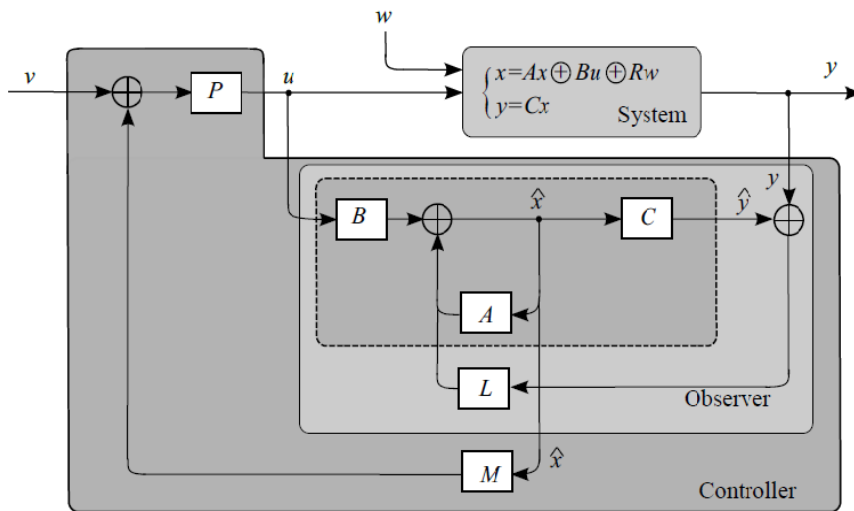 w
v
P
u
x=Ax⊕Bu⊕Rw
y=Cx
System
y
y
B
x̂
C
ŷ
A
L
Observer
M
x̂
Controller